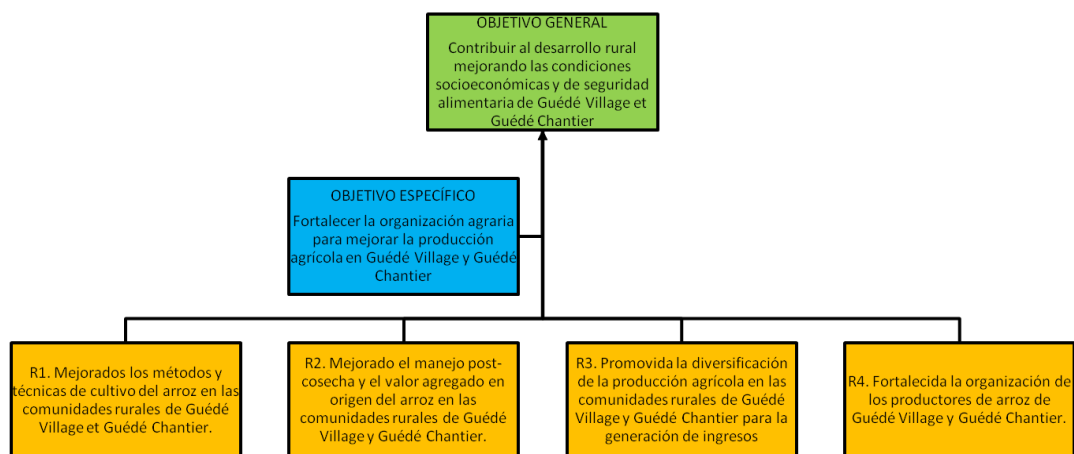 OBJETIVO GENERAL
Contribuir al desarrollo rural
mejorando las condiciones
socioeconómicas y de seguridad
alimentaria de Guédé Village et
Guédé Chantier
OBJETIVO ESPECÍFICO
Fortalecer la organización agraria
para mejorar la producción
agrícola en Guédé Village y Guédé
Chantier
R1. Mejorados los métodos y
técnicas de cultivo del arroz en las
comunidades rurales de Guédé
Village et Guédé Chantier.
R2. Mejorado el manejo post-
cosecha y el valor agregado en
origen del arroz en las
comunidades rurales de Guédé
Village y Guédé Chantier.
R3. Promovida la diversificación
de la producción agrícola en las
comunidades rurales de Guédé
Village y Guédé Chantier para la
generación de ingresos
R4. Fortalecida la organización de
los productores de arroz de
Guédé Village y Guédé Chantier.